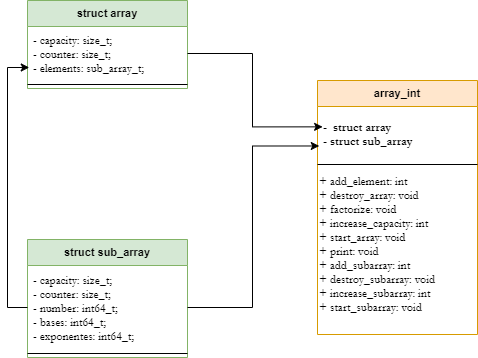 struct array
- capacity: size_t;
- counter: size_t;
- elements: sub_array_t;
array_int
- struct array
- struct sub_array
+ add_element: int
+ destroy_array: void
+ factorize: void
+ increase_capacity: int
+ start_array: void
+ print: void
+ add_subarray: int
+ destroy_subarray: void
+ increase_subarray: int
+ start_subarray: void
struct sub_array
- capacity: size_t;
- counter: size_t;
- number: int64_t;
- bases: int64_t;
- exponentes: int64_t;